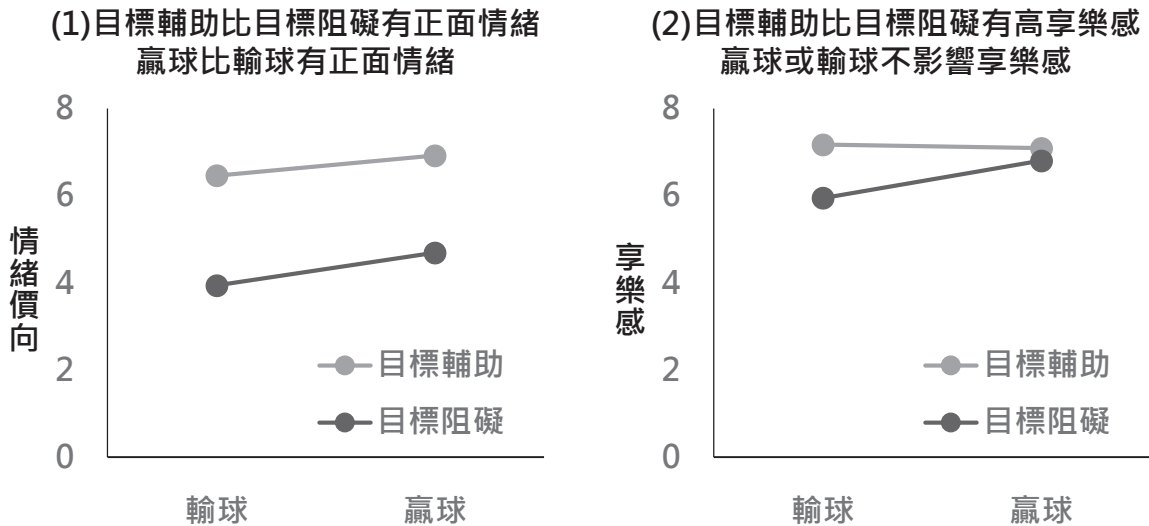 (1)目標輔助比目標阻礙有正面情緒
贏球比輸球有正面情緒
8
6
4
2
0
情緒價向
目標輔助
目標阻礙
輸球
贏球
(2)目標輔助比目標阻礙有高享樂感
贏球或輸球不影響享樂感
8
6
4
2
0
享樂感
目標輔助
目標阻礙
輸球
贏球